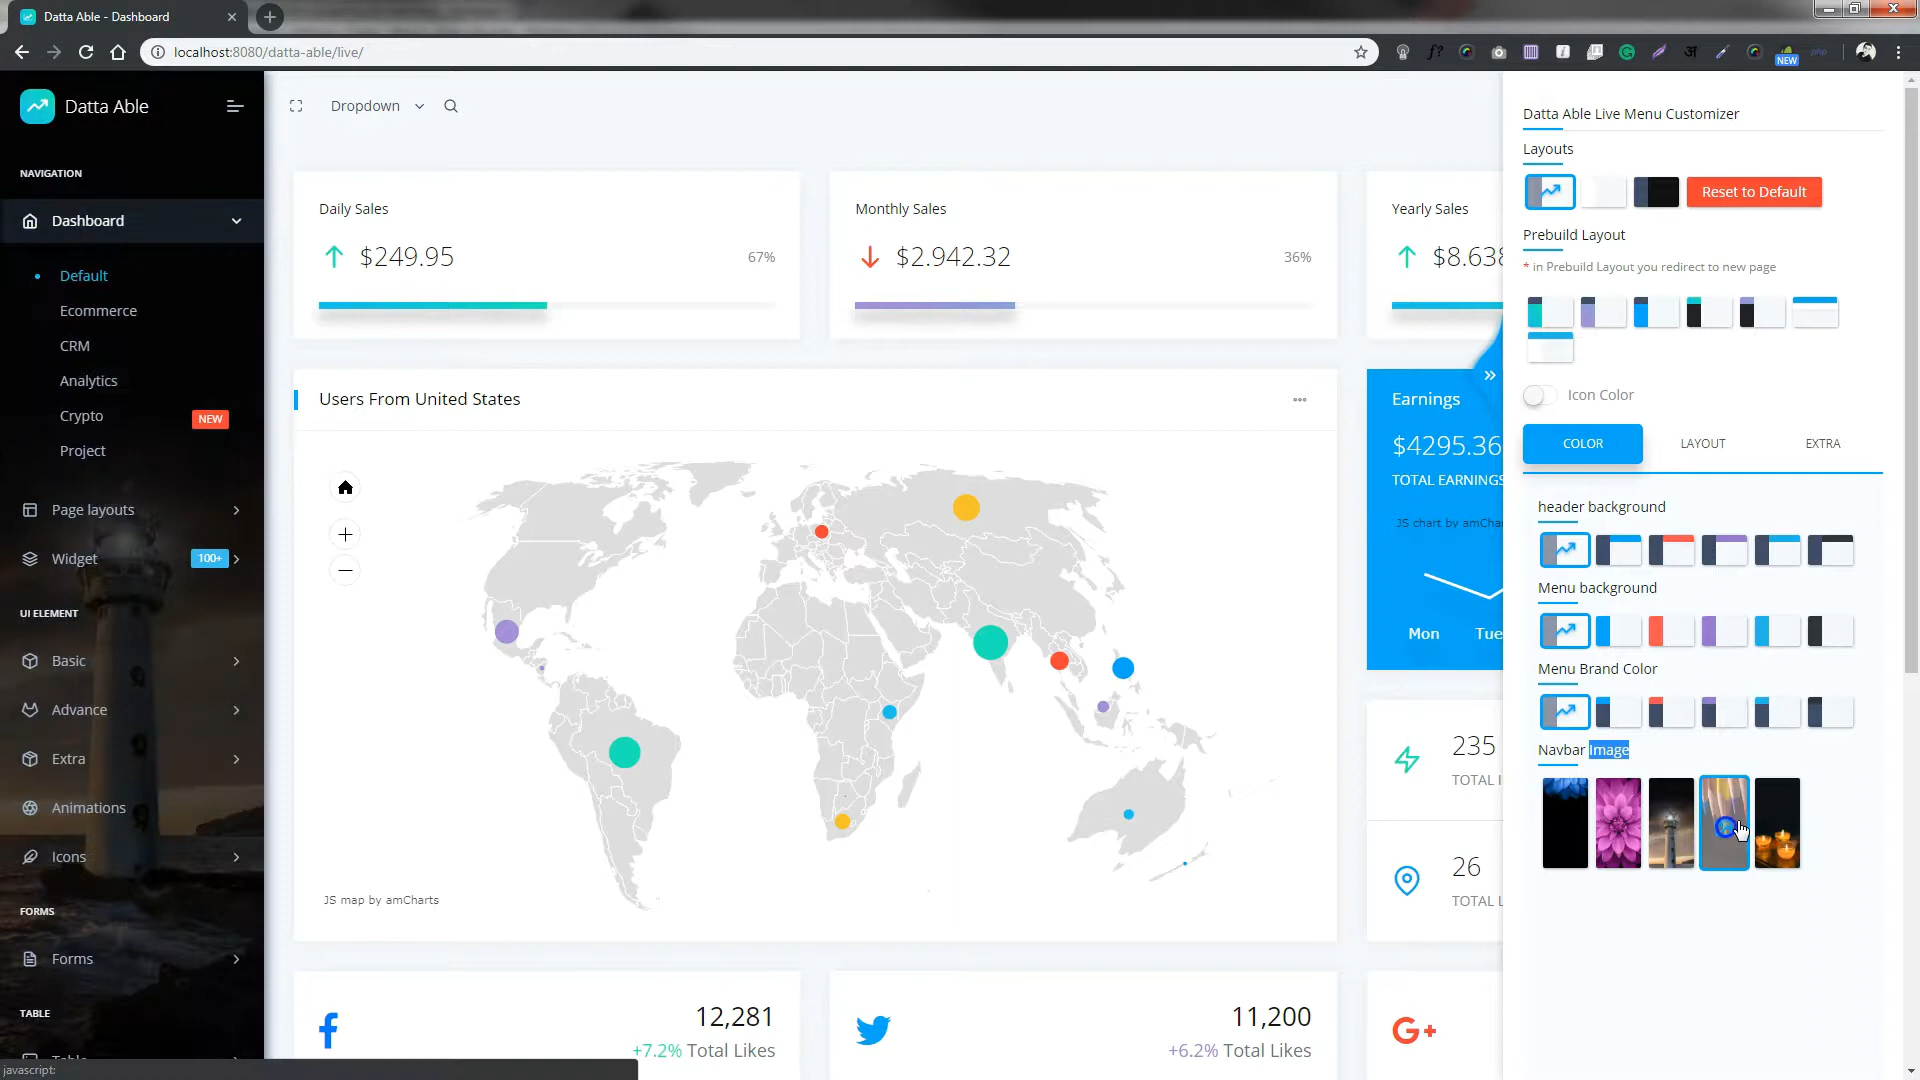 Datta Able - Dashboard
localhost:8080/datta-able/live/
NEW
Datta Able
NAVIGATION
Dashboard
Default
Ecommerce
CRM
Analytics
Crypto
NEW
Project
Page layouts
Widget
100+
UI ELEMENT
Basic
Advance
Extra
Animations
Icons
FORMS
Forms
TABLE
javascript:
Dropdown
Daily Sales
$249.95
67%
Monthly Sales
$2.942.32
36%
Yearly Sales
$8.638
Users From United States
JS map by amCharts
Earnings
$4295.36
TOTAL EARNINGS
JS chart by amChar
Mon
Tue
235
TOTAL I
26
TOTAL L
12,281
+7.2% Total Likes
11,200
+6.2% Total Likes
G+
Datta Able Live Menu Customizer
Layouts
Reset to Default
Prebuild Layout
* in Prebuild Layout you redirect to new page
Icon Color
COLOR
LAYOUT
EXTRA
header background
Menu background
Menu Brand Color
Navbar Image